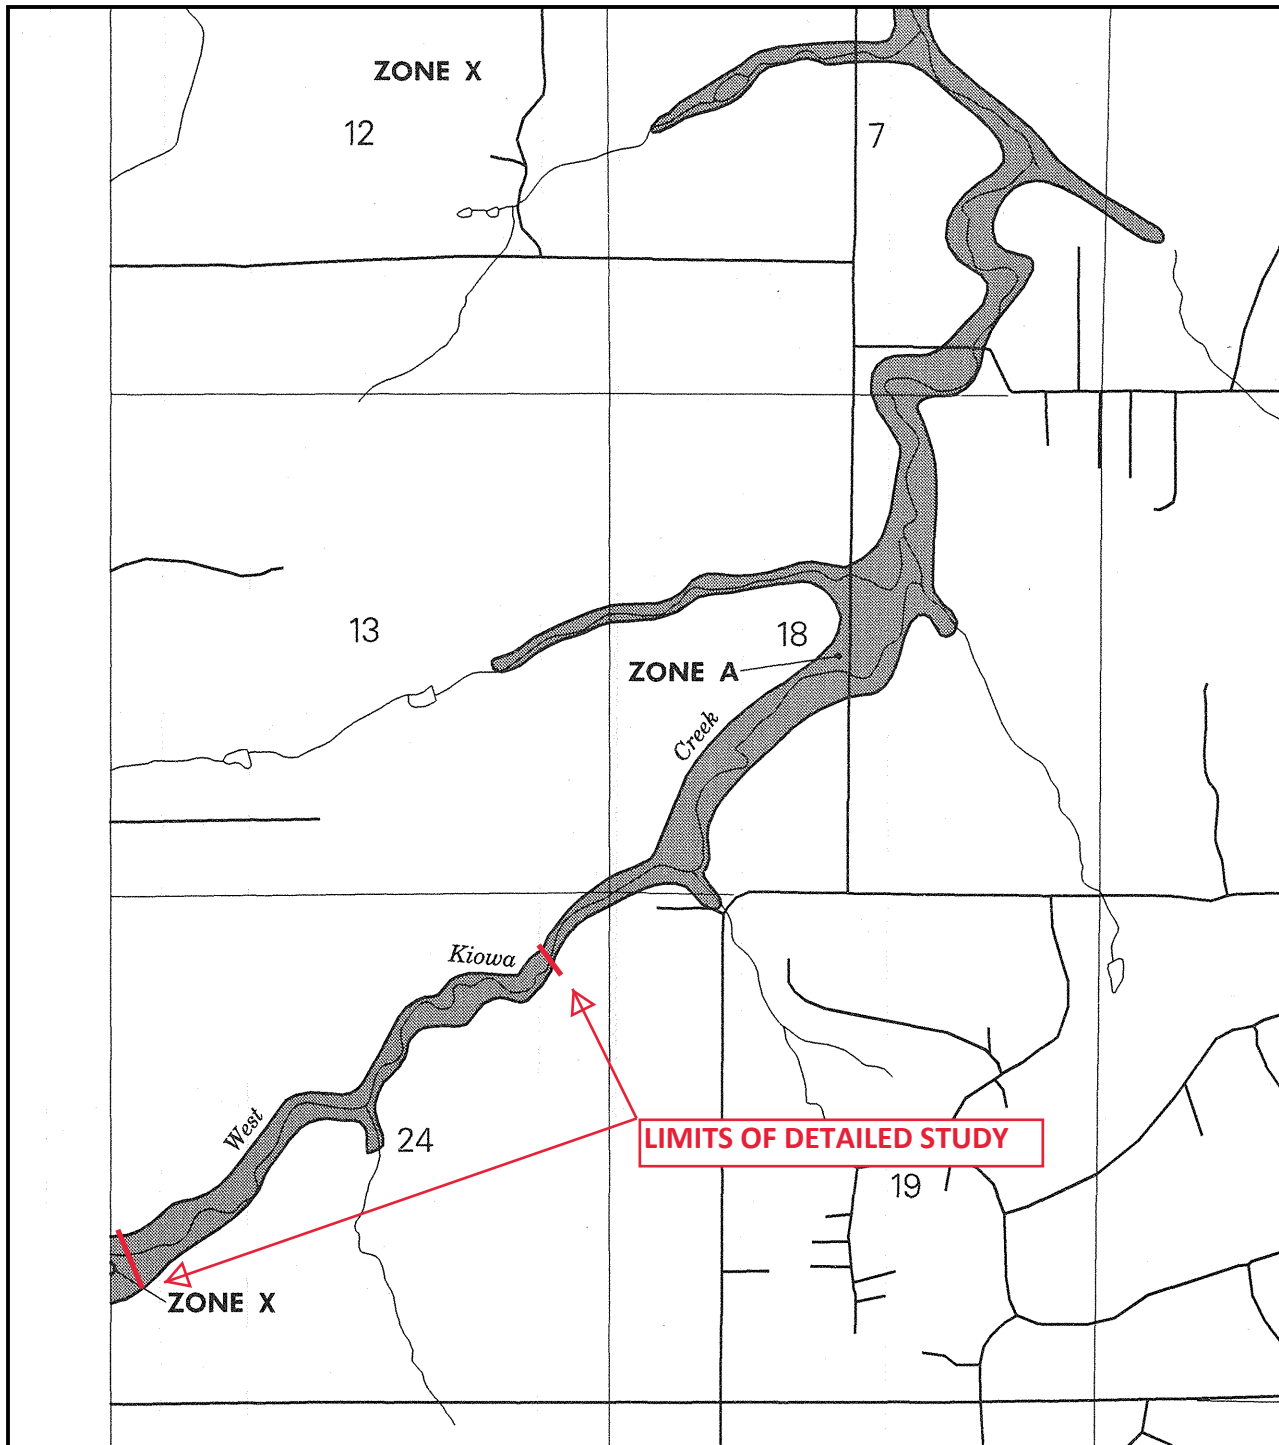 ZONE X
12
7
13
18
ZONE A
Creek
Kiowa
West
24
LIMITS OF DETAILED STUDY
19
ZONE X